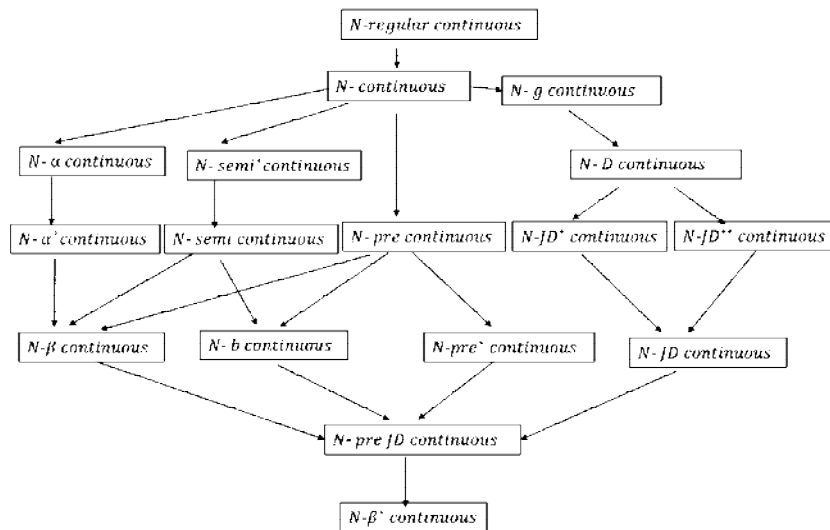 N-regular continuous
N- continuous
N- g continuous
N- α continuous
N- semi* continuous
N- D continuous
N- α* continuous
N- semi continuous
N- pre continuous
N-JD* continuous
N-JD** continuous
N-β continuous
N- b continuous
N-pre* continuous
N- JD continuous
N- pre JD continuous
N-β* continuous